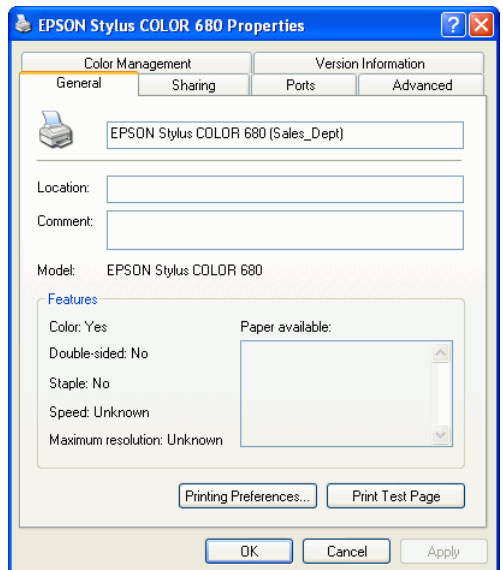 EPSON Stylus COLOR 680 Properties
Color Management Version Information
General Sharing Ports Advanced
EPSON Stylus COLOR 680 (Sales_Dept)
Location:
Comment:
Model: EPSON Stylus COLOR 680
Features
Color: Yes Paper available:
Double-sided: No
Staple: No
Speed: Unknown
Maximum resolution: Unknown
Printing Preferences... Print Test Page
OK Cancel Apply